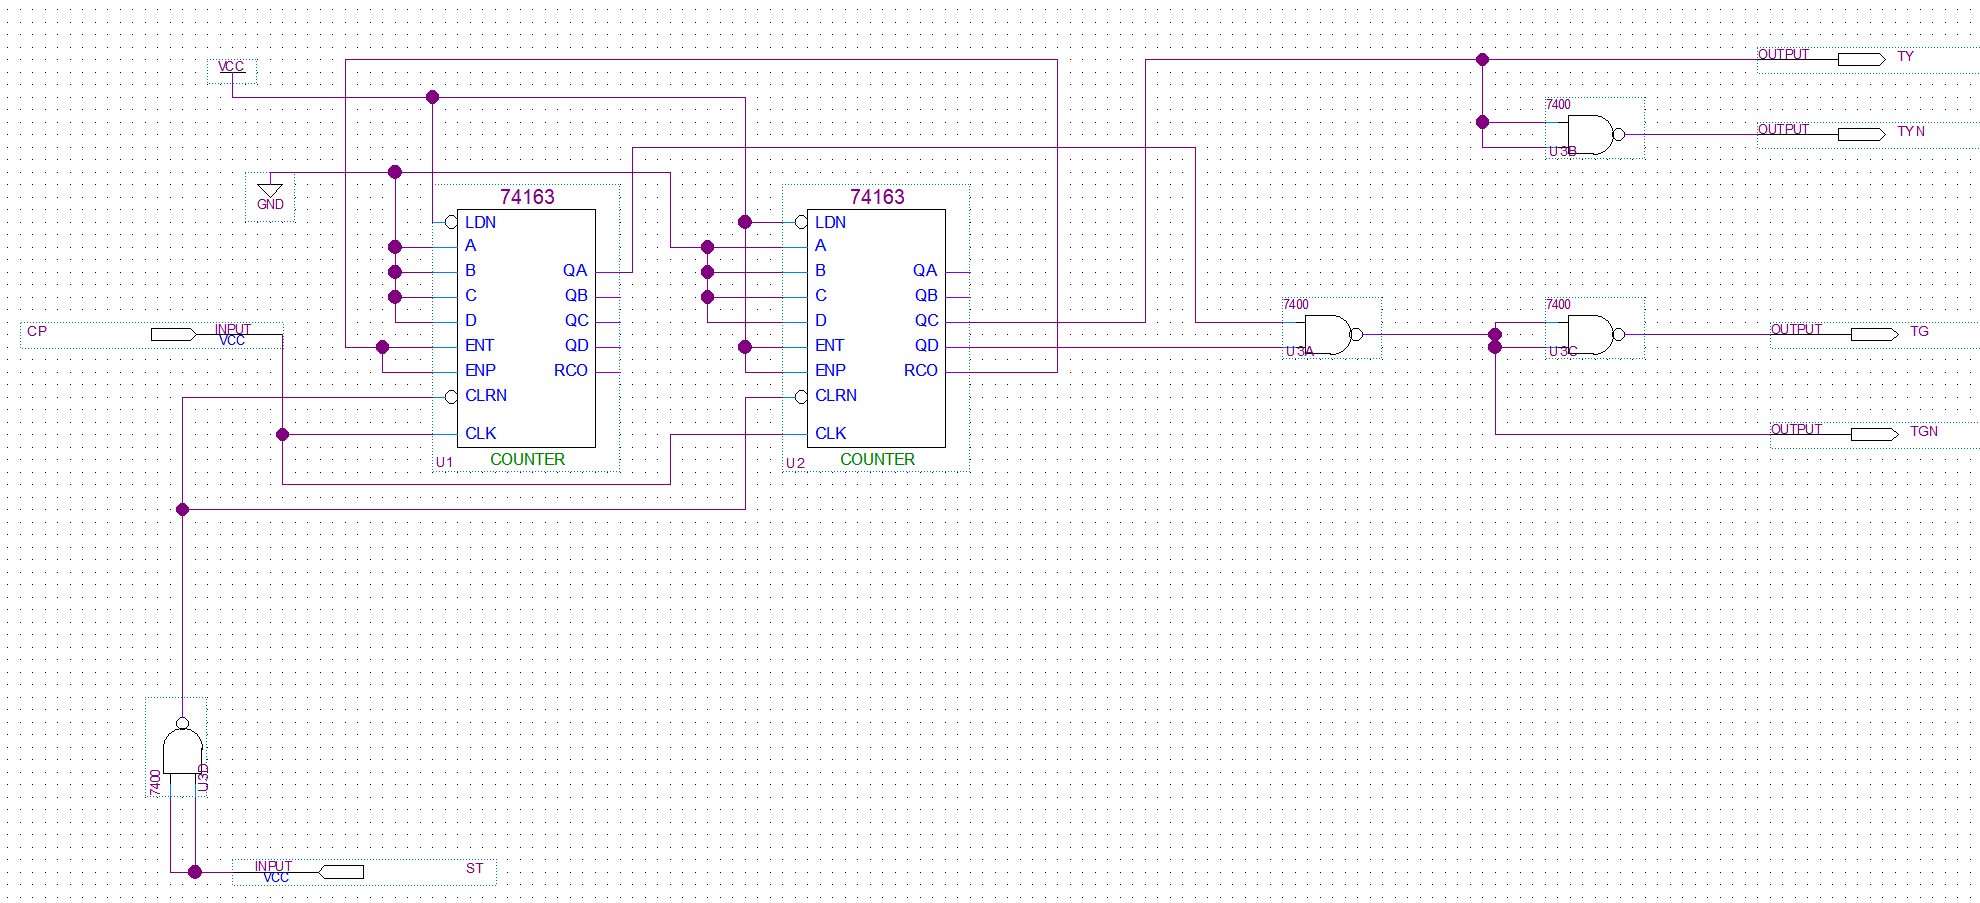 VCC
GND
CP
INPUT
VCC
74163
LDN
A
B
C
D
ENT
ENP
CLRN
CLK
QA
QB
QC
QD
RCO
U1
COUNTER
74163
LDN
A
B
C
D
ENT
ENP
CLRN
CLK
QA
QB
QC
QD
RCO
U2
COUNTER
OUTPUT TY
7400
U3B
OUTPUT TYN
7400
U3A
7400
U3C
OUTPUT TG
OUTPUT TGN
7400
U3D
INPUT
VCC
ST